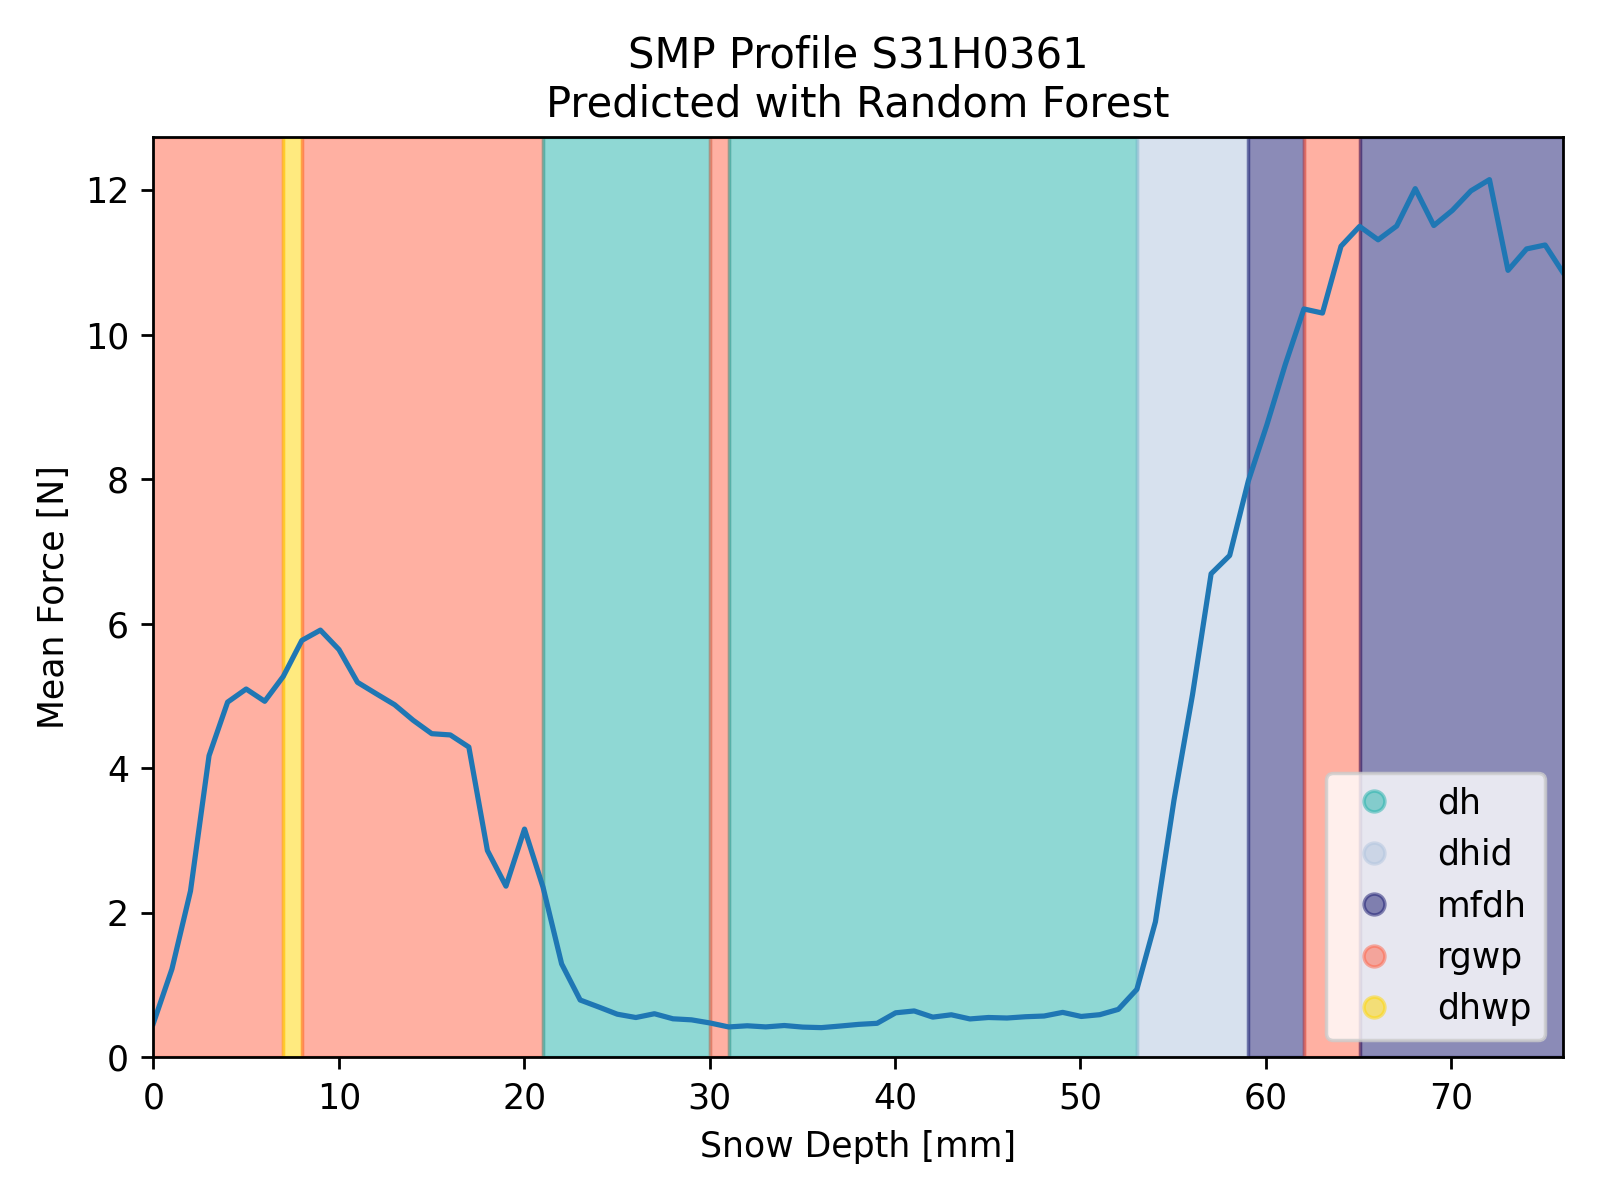 SMP Profile S31H0361
Predicted with Random Forest
Mean Force [N]
12
10
8
6
4
2
0
0 10 20 30 40 50 60 70
Snow Depth [mm]
dh
dhid
mfdh
rgwp
dhwp